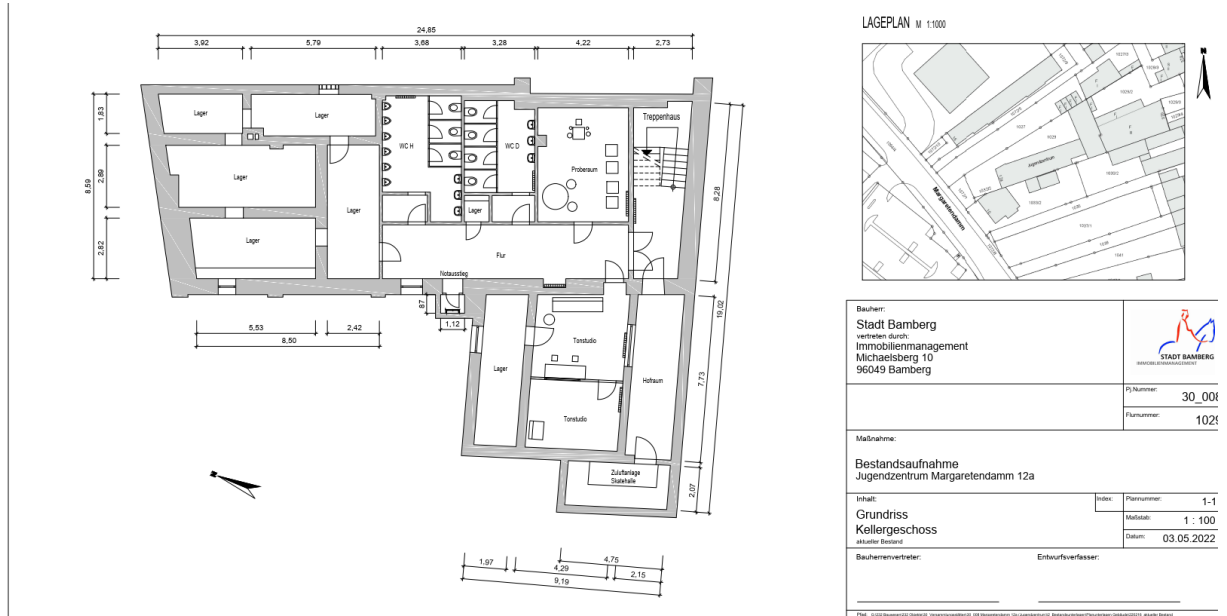 24,85
3,92
5,79
3,68
3,28
4,22
2,73
1,83
2,89
2,82
8,59
Lager
Lager
WC H
WC D
Proberaum
Treppenhaus
Lager
Lager
Lager
Lager
Lager
Flur
Notausstieg
8,28
19,02
7,73
2,07
87
1,12
5,53
2,42
8,50
Tonstudio
Lager
Hofraum
Tonstudio
Zuluftanlage
Skatehalle
1,97
4,29
4,75
2,15
9,19
LAGEPLAN M 1:1000
N
Jugendzentrum
Margaretendamm
Bauherr:
Stadt Bamberg
vertreten durch:
Immobilienmanagement
Michaelsberg 10
96049 Bamberg
STADT BAMBERG
IMMOBILIENMANAGEMENT
Pj.Nummer:
30_008
Flurnummer:
1029
Maßnahme:
Bestandsaufnahme
Jugendzentrum Margaretendamm 12a
Inhalt:
Grundriss
Kellergeschoss
aktueller Bestand
Index:
Plannummer:
1-1
Maßstab:
1 : 100
Datum:
03.05.2022
Bauherrenvertreter:
Entwurfsverfasser: